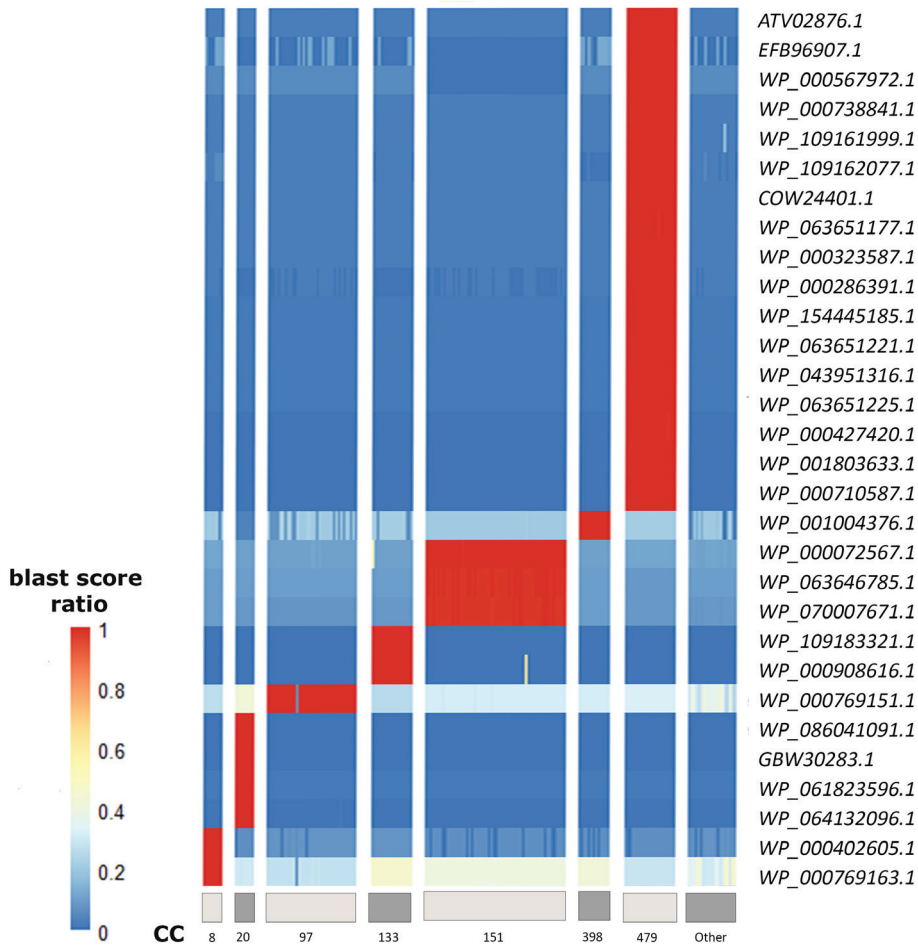 ATV02876.1
EFB96907.1
WP_000567972.1
WP_000738841.1
WP_109161999.1
WP_109162077.1
COW24401.1
WP_063651177.1
WP_000323587.1
WP_000286391.1
WP_154445185.1
WP_063651221.1
WP_043951316.1
WP_063651225.1
WP_000427420.1
WP_001803633.1
WP_000710587.1
WP_001004376.1
WP_000072567.1
WP_063646785.1
WP_070007671.1
WP_109183321.1
WP_000908616.1
WP_000769151.1
WP_086041091.1
GBW30283.1
WP_061823596.1
WP_064132096.1
WP_000402605.1
WP_000769163.1
blast score
ratio
1
0.8
0.6
0.4
0.2
0
CC 8 20 97 133 151 398 479 Other